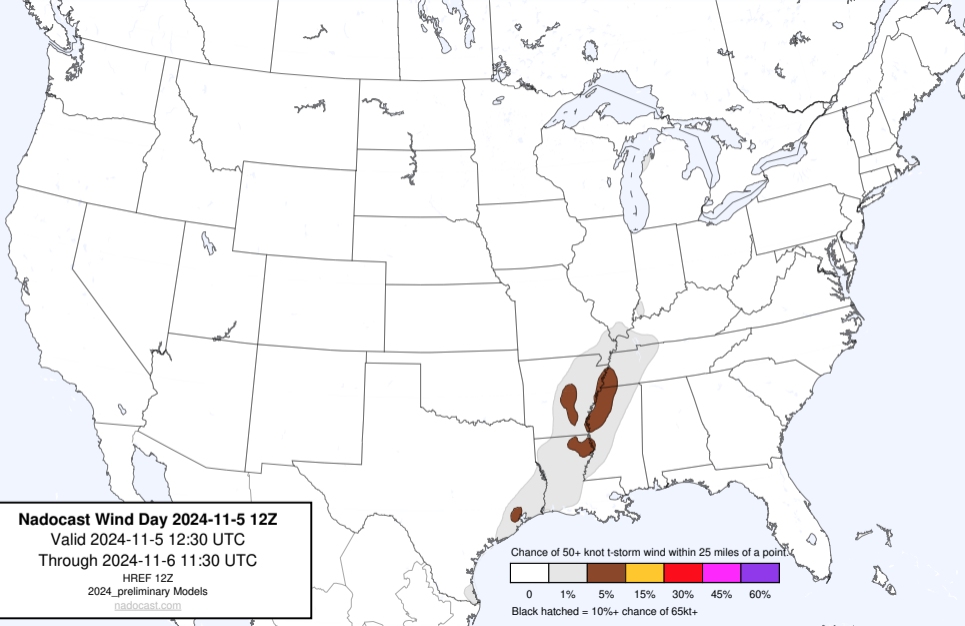 Nadocast Wind Day 2024-11-5 12Z
Valid 2024-11-5 12:30 UTC
Through 2024-11-6 11:30 UTC
HREF 12Z
2024_preliminary Models
nadocast.com
Chance of 50+ knot t-storm wind within 25 miles of a point.
0 1% 5% 15% 30% 45% 60%
Black hatched = 10%+ chance of 65kt+